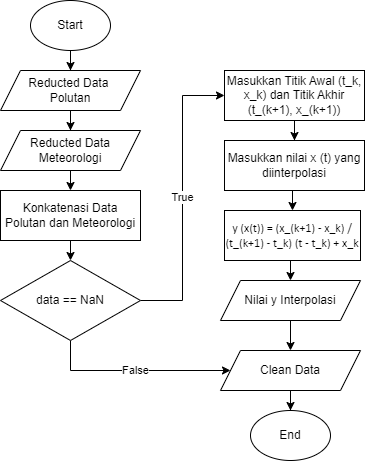 Start
Reducted Data
Polutan
Reducted Data
Meteorologi
Konkatenasi Data
Polutan dan Meteorologi
data == NaN
True
False
Masukkan Titik Awal (t_k,
x_k) dan Titik Akhir
(t_(k+1), x_(k+1))
Masukkan nilai x (t) yang
diinterpolasi
y (x(t)) = (x_(k+1) - x_k) /
(t_(k+1) - t_k) (t - t_k) + x_k
Nilai y Interpolasi
Clean Data
End